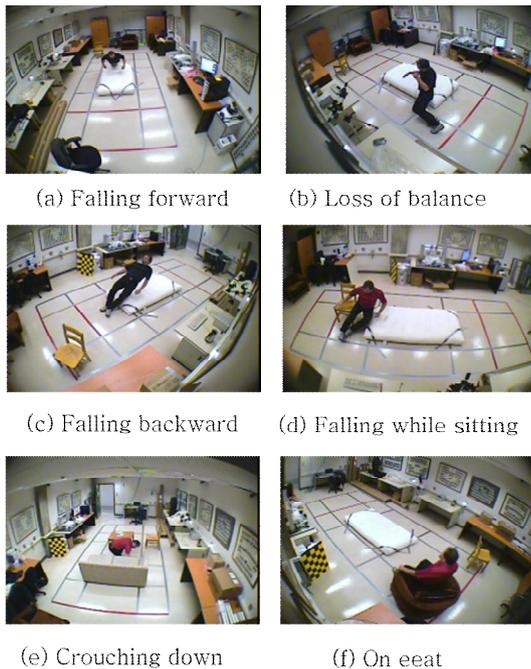 (a) Falling forward
(b) Loss of balance
(c) Falling backward
(d) Falling while sitting
(e) Crouching down
(f) On eeat